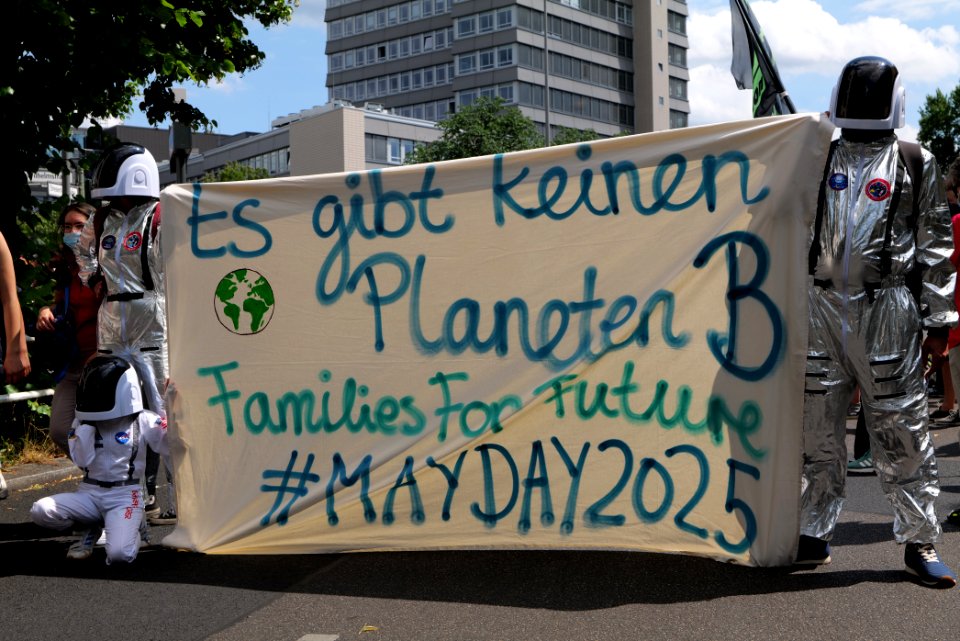 Es gibt keinen
Planeten B
Families For Future
#MAYDAY2025